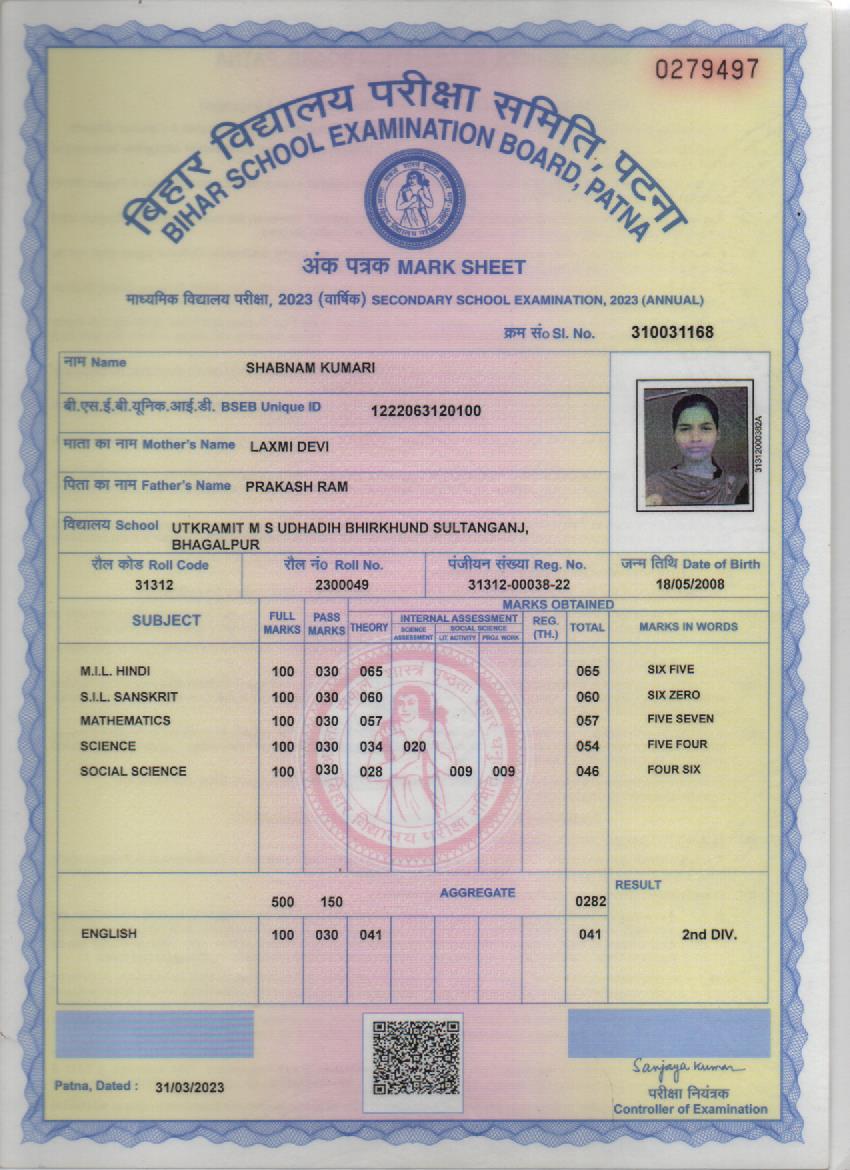 0279497
बिहार विद्यालय परीक्षा समिति, पटना
BIHAR SCHOOL EXAMINATION BOARD, PATNA
अंक पत्रक MARK SHEET
माध्यमिक विद्यालय परीक्षा, 2023 (वार्षिक) SECONDARY SCHOOL EXAMINATION, 2023 (ANNUAL)
क्रम सं० Sl. No. 310031168
नाम Name SHABNAM KUMARI
बी.एस.ई.बी.यूनिक.आई.डी. BSEB Unique ID 1222063120100
माता का नाम Mother's Name LAXMI DEVI
पिता का नाम Father's Name PRAKASH RAM
विद्यालय School UTKRAMIT M S UDHADIH BHIRKHUND SULTANGANJ,
BHAGALPUR
31312000382A
रौल कोड Roll Code रौल नं० Roll No. पंजीयन संख्या Reg. No. जन्म तिथि Date of Birth
31312 2300049 31312-00038-22 18/05/2008
MARKS OBTAINED
SUBJECT FULL MARKS PASS MARKS THEORY INTERNAL ASSESSMENT REG. (TH.) TOTAL MARKS IN WORDS
SCIENCE ASSESSMENT SOCIAL SCIENCE
LIT. ACTIVITY PROJ. WORK
M.I.L. HINDI 100 030 065 065 SIX FIVE
S.I.L. SANSKRIT 100 030 060 060 SIX ZERO
MATHEMATICS 100 030 057 057 FIVE SEVEN
SCIENCE 100 030 034 020 054 FIVE FOUR
SOCIAL SCIENCE 100 030 028 009 009 046 FOUR SIX
बिहार विद्यालय परीक्षा समिति
500 150 AGGREGATE 0282 RESULT
ENGLISH 100 030 041 041 2nd DIV.
Patna, Dated : 31/03/2023
Sanjaya Kumar
परीक्षा नियंत्रक
Controller of Examination